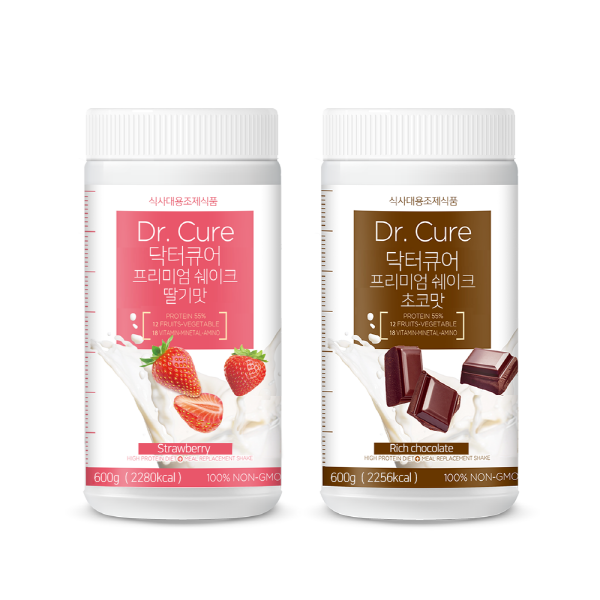 식사대용조제식품
Dr. Cure
닥터큐어
프리미엄 쉐이크
딸기맛
PROTEIN 55%
12 FRUITS-VEGETABLE
18 VITAMIN-MINETAL-AMINO
Strawberry
HIGH PROTEIN DIET MEAL REPLACEMENT SHAKE
600g ( 2280kcal )
100% NON-GMO
식사대용조제식품
Dr. Cure
닥터큐어
프리미엄 쉐이크
초코맛
PROTEIN 55%
12 FRUITS-VEGETABLE
18 VITAMIN-MINETAL-AMINO
Rich chocolate
HIGH PROTEIN DIET MEAL REPLACEMENT SHAKE
600g ( 2256kcal )
100% NON-GM